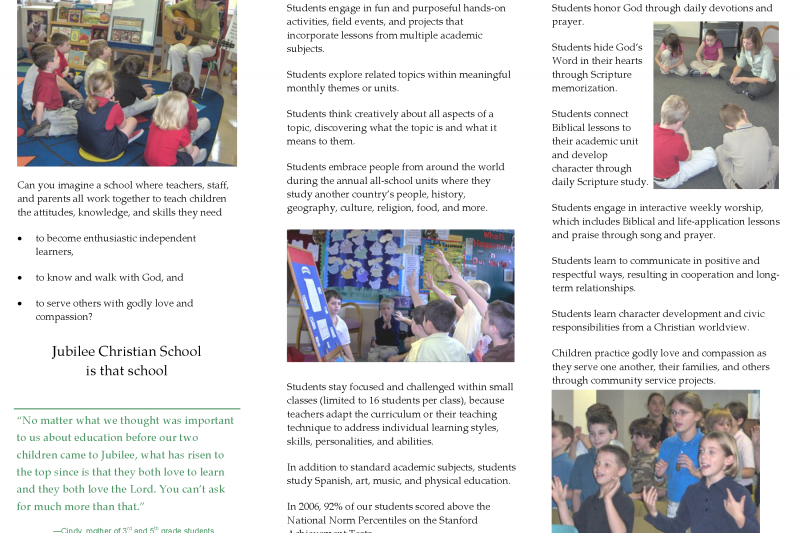 Can you imagine a school where teachers, staff,
and parents all work together to teach children
the attitudes, knowledge, and skills they need
• to become enthusiastic independent
learners,
• to know and walk with God, and
• to serve others with godly love and
compassion?
Jubilee Christian School
is that school
“No matter what we thought was important
to us about education before our two
children came to Jubilee, what has risen to
the top since is that they both love to learn
and they both love the Lord. You can’t ask
for much more than that.”
—Cindy, mother of 3rd and 5th grade students
Students engage in fun and purposeful hands-on
activities, field events, and projects that
incorporate lessons from multiple academic
subjects.
Students explore related topics within meaningful
monthly themes or units.
Students think creatively about all aspects of a
topic, discovering what the topic is and what it
means to them.
Students embrace people from around the world
during the annual all-school units where they
study another country’s people, history,
geography, culture, religion, food, and more.
Students stay focused and challenged within small
classes (limited to 16 students per class), because
teachers adapt the curriculum or their teaching
technique to address individual learning styles,
skills, personalities, and abilities.
In addition to standard academic subjects, students
study Spanish, art, music, and physical education.
In 2006, 92% of our students scored above the
National Norm Percentiles on the Stanford
Achievement Tests
Students honor God through daily devotions and
prayer.
Students hide God’s
Word in their hearts
through Scripture
memorization.
Students connect
Biblical lessons to
their academic unit
and develop
character through
daily Scripture study.
Students engage in interactive weekly worship,
which includes Biblical and life-application lessons
and praise through song and prayer.
Students learn to communicate in positive and
respectful ways, resulting in cooperation and long-
term relationships.
Students learn character development and civic
responsibilities from a Christian worldview.
Children practice godly love and compassion as
they serve one another, their families, and others
through community service projects.